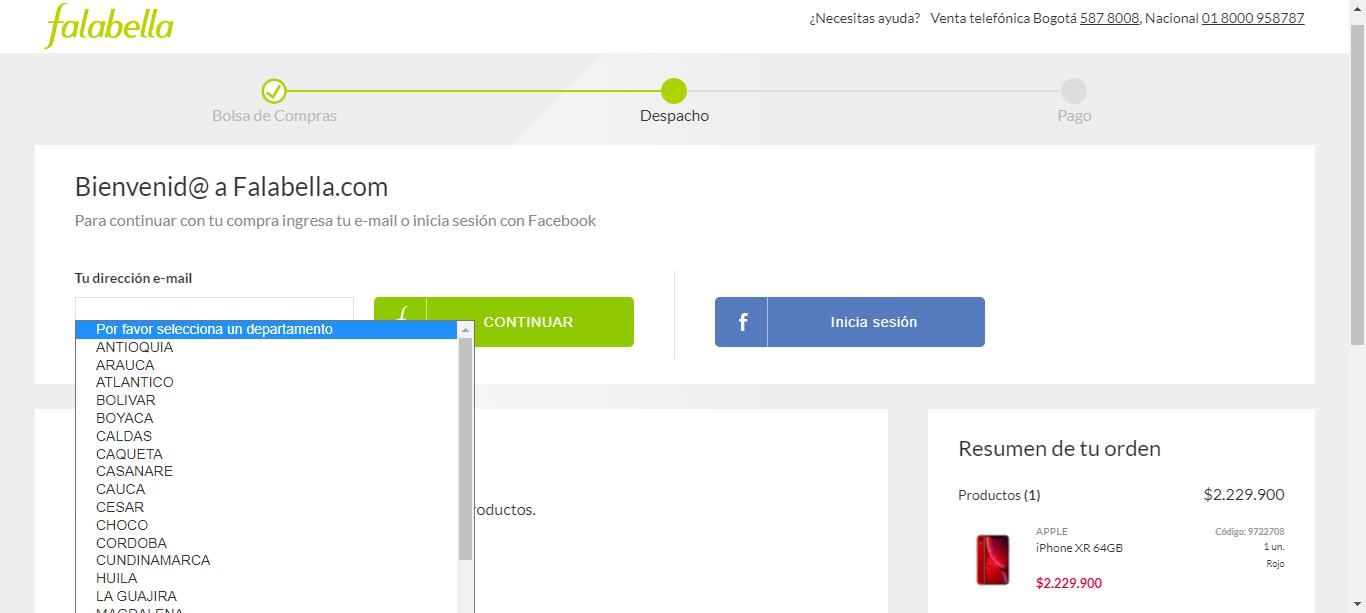 falabella
¿Necesitas ayuda? Venta telefónica Bogotá 587 8008, Nacional 01 8000 958787
Bolsa de Compras
Despacho
Pago
Bienvenid@ a Falabella.com
Para continuar con tu compra ingresa tu e-mail o inicia sesión con Facebook
Tu dirección e-mail
f CONTINUAR
f Inicia sesión
Por favor selecciona un departamento
ANTIOQUIA
ARAUCA
ATLANTICO
BOLIVAR
BOYACA
CALDAS
CAQUETA
CASANARE
CAUCA
CESAR
CHOCO
CORDOBA
CUNDINAMARCA
HUILA
LA GUAJIRA
MAGDALENA
roductos.
Resumen de tu orden
Productos (1) $2.229.900
APPLE Código: 9722708
iPhone XR 64GB 1 un.
Rojo
$2.229.900